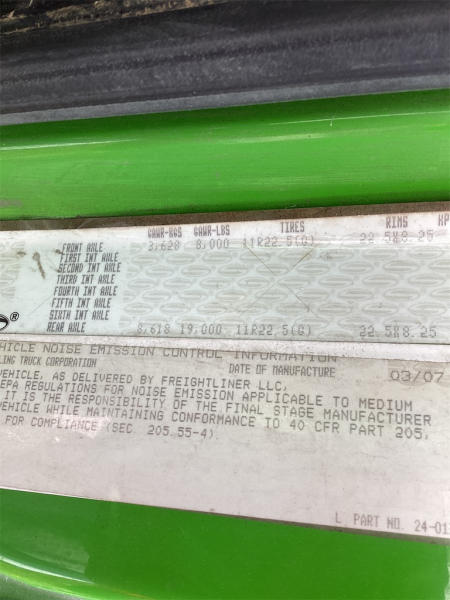 GAWR-KGS GAWR-LBS TIRES RIMS KP
FRONT AXLE 3,628 8,000 11R22.5(G) 22.5X8.25
FIRST INT AXLE
SECOND INT AXLE
THIRD INT AXLE
FOURTH INT AXLE
FIFTH INT AXLE
SIXTH INT AXLE
®
REAR AXLE 8,618 19,000 11R22.5(G) 22.5X8.25
EHICLE NOISE EMISSION CONTROL INFORMATION
LING TRUCK CORPORATION DATE OF MANUFACTURE 03/07
VEHICLE, AS DELIVERED BY FREIGHTLINER LLC,
EPA REGULATIONS FOR NOISE EMISSION APPLICABLE TO MEDIUM
IT IS THE RESPONSIBILITY OF THE FINAL STAGE MANUFACTURER
VEHICLE WHILE MAINTAINING CONFORMANCE TO 40 CFR PART 205,
FOR COMPLIANCE (SEC. 205.55-4).
L PART NO. 24-01